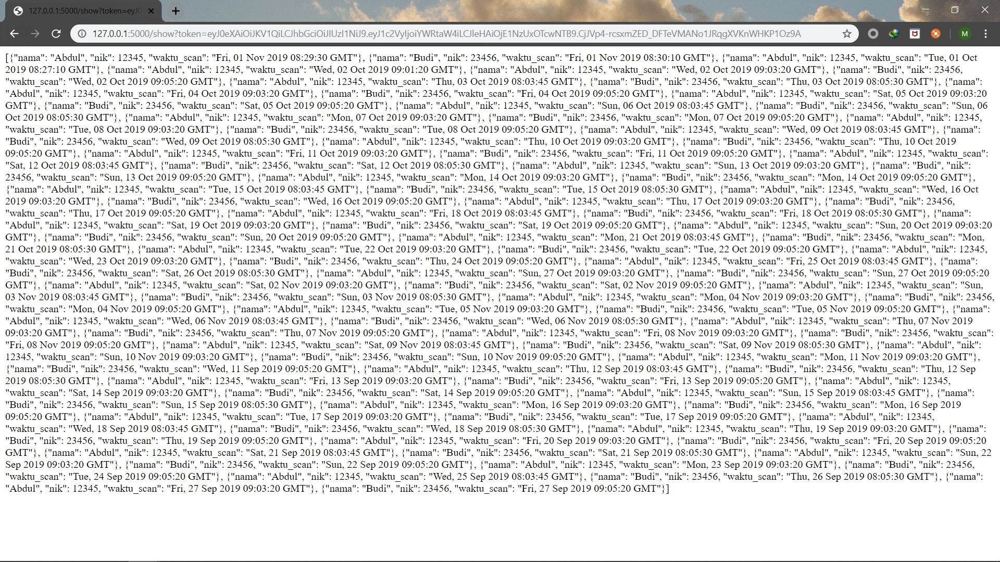 127.0.0.1:5000/show?token=eyJ0
127.0.0.1:5000/show?token=eyJ0eXAiOiJKV1QiLCJhbGciOiJIUzI1NiJ9.eyJ1c2VyIjoiYWRtaW4iLCJleHAiOjE1NzUxOTcwNTB9.CjJVp4-rcsxmZED_DFTeVMANo1JRqgXVKnWHKP1Oz9A
M
[{"nama": "Abdul", "nik": 12345, "waktu_scan": "Fri, 01 Nov 2019 08:29:30 GMT"}, {"nama": "Budi", "nik": 23456, "waktu_scan": "Fri, 01 Nov 2019 08:30:10 GMT"}, {"nama": "Abdul", "nik": 12345, "waktu_scan": "Tue, 01 Oct
2019 08:27:10 GMT"}, {"nama": "Abdul", "nik": 12345, "waktu_scan": "Wed, 02 Oct 2019 09:01:20 GMT"}, {"nama": "Abdul", "nik": 12345, "waktu_scan": "Wed, 02 Oct 2019 09:03:20 GMT"}, {"nama": "Budi", "nik": 23456,
"waktu_scan": "Wed, 02 Oct 2019 09:05:20 GMT"}, {"nama": "Abdul", "nik": 12345, "waktu_scan": "Thu, 03 Oct 2019 08:03:45 GMT"}, {"nama": "Budi", "nik": 23456, "waktu_scan": "Thu, 03 Oct 2019 08:05:30 GMT"}, {"nama":
"Abdul", "nik": 12345, "waktu_scan": "Fri, 04 Oct 2019 09:03:20 GMT"}, {"nama": "Budi", "nik": 23456, "waktu_scan": "Fri, 04 Oct 2019 09:05:20 GMT"}, {"nama": "Abdul", "nik": 12345, "waktu_scan": "Sat, 05 Oct 2019 09:03:20
GMT"}, {"nama": "Budi", "nik": 23456, "waktu_scan": "Sat, 05 Oct 2019 09:05:20 GMT"}, {"nama": "Abdul", "nik": 12345, "waktu_scan": "Sun, 06 Oct 2019 08:03:45 GMT"}, {"nama": "Budi", "nik": 23456, "waktu_scan": "Sun, 06
Oct 2019 08:05:30 GMT"}, {"nama": "Abdul", "nik": 12345, "waktu_scan": "Mon, 07 Oct 2019 09:03:20 GMT"}, {"nama": "Budi", "nik": 23456, "waktu_scan": "Mon, 07 Oct 2019 09:05:20 GMT"}, {"nama": "Abdul", "nik": 12345,
"waktu_scan": "Tue, 08 Oct 2019 09:03:20 GMT"}, {"nama": "Budi", "nik": 23456, "waktu_scan": "Tue, 08 Oct 2019 09:05:20 GMT"}, {"nama": "Abdul", "nik": 12345, "waktu_scan": "Wed, 09 Oct 2019 08:03:45 GMT"}, {"nama":
"Budi", "nik": 23456, "waktu_scan": "Wed, 09 Oct 2019 08:05:30 GMT"}, {"nama": "Abdul", "nik": 12345, "waktu_scan": "Thu, 10 Oct 2019 09:03:20 GMT"}, {"nama": "Budi", "nik": 23456, "waktu_scan": "Thu, 10 Oct 2019
09:05:20 GMT"}, {"nama": "Abdul", "nik": 12345, "waktu_scan": "Fri, 11 Oct 2019 09:03:20 GMT"}, {"nama": "Budi", "nik": 23456, "waktu_scan": "Fri, 11 Oct 2019 09:05:20 GMT"}, {"nama": "Abdul", "nik": 12345, "waktu_scan":
"Sat, 12 Oct 2019 08:03:45 GMT"}, {"nama": "Budi", "nik": 23456, "waktu_scan": "Sat, 12 Oct 2019 08:05:30 GMT"}, {"nama": "Abdul", "nik": 12345, "waktu_scan": "Sun, 13 Oct 2019 09:03:20 GMT"}, {"nama": "Budi", "nik":
23456, "waktu_scan": "Sun, 13 Oct 2019 09:05:20 GMT"}, {"nama": "Abdul", "nik": 12345, "waktu_scan": "Mon, 14 Oct 2019 09:03:20 GMT"}, {"nama": "Budi", "nik": 23456, "waktu_scan": "Mon, 14 Oct 2019 09:05:20 GMT"},
{"nama": "Abdul", "nik": 12345, "waktu_scan": "Tue, 15 Oct 2019 08:03:45 GMT"}, {"nama": "Budi", "nik": 23456, "waktu_scan": "Tue, 15 Oct 2019 08:05:30 GMT"}, {"nama": "Abdul", "nik": 12345, "waktu_scan": "Wed, 16 Oct
2019 09:03:20 GMT"}, {"nama": "Budi", "nik": 23456, "waktu_scan": "Wed, 16 Oct 2019 09:05:20 GMT"}, {"nama": "Abdul", "nik": 12345, "waktu_scan": "Thu, 17 Oct 2019 09:03:20 GMT"}, {"nama": "Budi", "nik": 23456,
"waktu_scan": "Thu, 17 Oct 2019 09:05:20 GMT"}, {"nama": "Abdul", "nik": 12345, "waktu_scan": "Fri, 18 Oct 2019 08:03:45 GMT"}, {"nama": "Budi", "nik": 23456, "waktu_scan": "Fri, 18 Oct 2019 08:05:30 GMT"}, {"nama":
"Abdul", "nik": 12345, "waktu_scan": "Sat, 19 Oct 2019 09:03:20 GMT"}, {"nama": "Budi", "nik": 23456, "waktu_scan": "Sat, 19 Oct 2019 09:05:20 GMT"}, {"nama": "Abdul", "nik": 12345, "waktu_scan": "Sun, 20 Oct 2019 09:03:20
GMT"}, {"nama": "Budi", "nik": 23456, "waktu_scan": "Sun, 20 Oct 2019 09:05:20 GMT"}, {"nama": "Abdul", "nik": 12345, "waktu_scan": "Mon, 21 Oct 2019 08:03:45 GMT"}, {"nama": "Budi", "nik": 23456, "waktu_scan": "Mon,
21 Oct 2019 08:05:30 GMT"}, {"nama": "Abdul", "nik": 12345, "waktu_scan": "Tue, 22 Oct 2019 09:03:20 GMT"}, {"nama": "Budi", "nik": 23456, "waktu_scan": "Tue, 22 Oct 2019 09:05:20 GMT"}, {"nama": "Abdul", "nik": 12345,
"waktu_scan": "Wed, 23 Oct 2019 09:03:20 GMT"}, {"nama": "Budi", "nik": 23456, "waktu_scan": "Thu, 24 Oct 2019 09:05:20 GMT"}, {"nama": "Abdul", "nik": 12345, "waktu_scan": "Fri, 25 Oct 2019 08:03:45 GMT"}, {"nama":
"Budi", "nik": 23456, "waktu_scan": "Sat, 26 Oct 2019 08:05:30 GMT"}, {"nama": "Abdul", "nik": 12345, "waktu_scan": "Sun, 27 Oct 2019 09:03:20 GMT"}, {"nama": "Budi", "nik": 23456, "waktu_scan": "Sun, 27 Oct 2019 09:05:20
GMT"}, {"nama": "Abdul", "nik": 12345, "waktu_scan": "Sat, 02 Nov 2019 09:03:20 GMT"}, {"nama": "Budi", "nik": 23456, "waktu_scan": "Sat, 02 Nov 2019 09:05:20 GMT"}, {"nama": "Abdul", "nik": 12345, "waktu_scan": "Sun,
03 Nov 2019 08:03:45 GMT"}, {"nama": "Budi", "nik": 23456, "waktu_scan": "Sun, 03 Nov 2019 08:05:30 GMT"}, {"nama": "Abdul", "nik": 12345, "waktu_scan": "Mon, 04 Nov 2019 09:03:20 GMT"}, {"nama": "Budi", "nik": 23456,
"waktu_scan": "Mon, 04 Nov 2019 09:05:20 GMT"}, {"nama": "Abdul", "nik": 12345, "waktu_scan": "Tue, 05 Nov 2019 09:03:20 GMT"}, {"nama": "Budi", "nik": 23456, "waktu_scan": "Tue, 05 Nov 2019 09:05:20 GMT"}, {"nama":
"Abdul", "nik": 12345, "waktu_scan": "Wed, 06 Nov 2019 08:03:45 GMT"}, {"nama": "Budi", "nik": 23456, "waktu_scan": "Wed, 06 Nov 2019 08:05:30 GMT"}, {"nama": "Abdul", "nik": 12345, "waktu_scan": "Thu, 07 Nov 2019
09:03:20 GMT"}, {"nama": "Budi", "nik": 23456, "waktu_scan": "Thu, 07 Nov 2019 09:05:20 GMT"}, {"nama": "Abdul", "nik": 12345, "waktu_scan": "Fri, 08 Nov 2019 09:03:20 GMT"}, {"nama": "Budi", "nik": 23456, "waktu_scan":
"Fri, 08 Nov 2019 09:05:20 GMT"}, {"nama": "Abdul", "nik": 12345, "waktu_scan": "Sat, 09 Nov 2019 08:03:45 GMT"}, {"nama": "Budi", "nik": 23456, "waktu_scan": "Sat, 09 Nov 2019 08:05:30 GMT"}, {"nama": "Abdul", "nik":
12345, "waktu_scan": "Sun, 10 Nov 2019 09:03:20 GMT"}, {"nama": "Budi", "nik": 23456, "waktu_scan": "Sun, 10 Nov 2019 09:05:20 GMT"}, {"nama": "Abdul", "nik": 12345, "waktu_scan": "Mon, 11 Nov 2019 09:03:20 GMT"},
{"nama": "Budi", "nik": 23456, "waktu_scan": "Wed, 11 Sep 2019 09:05:20 GMT"}, {"nama": "Abdul", "nik": 12345, "waktu_scan": "Thu, 12 Sep 2019 08:03:45 GMT"}, {"nama": "Budi", "nik": 23456, "waktu_scan": "Thu, 12 Sep
2019 08:05:30 GMT"}, {"nama": "Abdul", "nik": 12345, "waktu_scan": "Fri, 13 Sep 2019 09:03:20 GMT"}, {"nama": "Budi", "nik": 23456, "waktu_scan": "Fri, 13 Sep 2019 09:05:20 GMT"}, {"nama": "Abdul", "nik": 12345,
"waktu_scan": "Sat, 14 Sep 2019 09:03:20 GMT"}, {"nama": "Budi", "nik": 23456, "waktu_scan": "Sat, 14 Sep 2019 09:05:20 GMT"}, {"nama": "Abdul", "nik": 12345, "waktu_scan": "Sun, 15 Sep 2019 08:03:45 GMT"}, {"nama":
"Budi", "nik": 23456, "waktu_scan": "Sun, 15 Sep 2019 08:05:30 GMT"}, {"nama": "Abdul", "nik": 12345, "waktu_scan": "Mon, 16 Sep 2019 09:03:20 GMT"}, {"nama": "Budi", "nik": 23456, "waktu_scan": "Mon, 16 Sep 2019
09:05:20 GMT"}, {"nama": "Abdul", "nik": 12345, "waktu_scan": "Tue, 17 Sep 2019 09:03:20 GMT"}, {"nama": "Budi", "nik": 23456, "waktu_scan": "Tue, 17 Sep 2019 09:05:20 GMT"}, {"nama": "Abdul", "nik": 12345,
"waktu_scan": "Wed, 18 Sep 2019 08:03:45 GMT"}, {"nama": "Budi", "nik": 23456, "waktu_scan": "Wed, 18 Sep 2019 08:05:30 GMT"}, {"nama": "Abdul", "nik": 12345, "waktu_scan": "Thu, 19 Sep 2019 09:03:20 GMT"}, {"nama":
"Budi", "nik": 23456, "waktu_scan": "Thu, 19 Sep 2019 09:05:20 GMT"}, {"nama": "Abdul", "nik": 12345, "waktu_scan": "Fri, 20 Sep 2019 09:03:20 GMT"}, {"nama": "Budi", "nik": 23456, "waktu_scan": "Fri, 20 Sep 2019 09:05:20
GMT"}, {"nama": "Abdul", "nik": 12345, "waktu_scan": "Sat, 21 Sep 2019 08:03:45 GMT"}, {"nama": "Budi", "nik": 23456, "waktu_scan": "Sat, 21 Sep 2019 08:05:30 GMT"}, {"nama": "Abdul", "nik": 12345, "waktu_scan": "Sun, 22
Sep 2019 09:03:20 GMT"}, {"nama": "Budi", "nik": 23456, "waktu_scan": "Sun, 22 Sep 2019 09:05:20 GMT"}, {"nama": "Abdul", "nik": 12345, "waktu_scan": "Mon, 23 Sep 2019 09:03:20 GMT"}, {"nama": "Budi", "nik": 23456,
"waktu_scan": "Tue, 24 Sep 2019 09:05:20 GMT"}, {"nama": "Abdul", "nik": 12345, "waktu_scan": "Wed, 25 Sep 2019 08:03:45 GMT"}, {"nama": "Budi", "nik": 23456, "waktu_scan": "Thu, 26 Sep 2019 08:05:30 GMT"}, {"nama":
"Abdul", "nik": 12345, "waktu_scan": "Fri, 27 Sep 2019 09:03:20 GMT"}, {"nama": "Budi", "nik": 23456, "waktu_scan": "Fri, 27 Sep 2019 09:05:20 GMT"}]